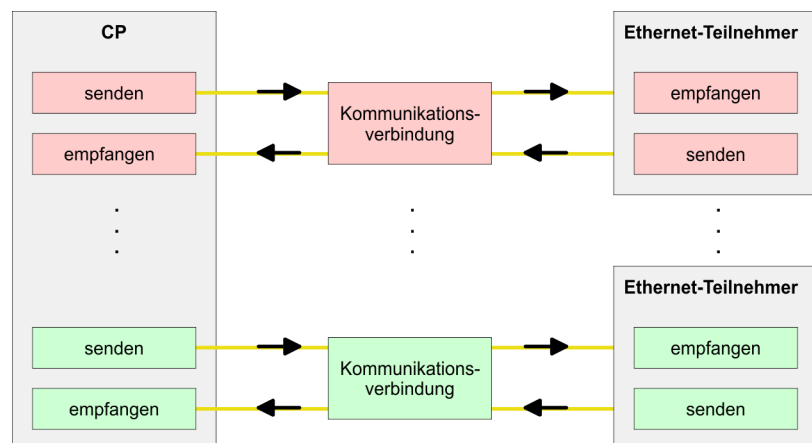 CP
Ethernet-Teilnehmer
senden
Kommunikations-
verbindung
empfangen
empfangen
senden
Ethernet-Teilnehmer
senden
Kommunikations-
verbindung
empfangen
empfangen
senden